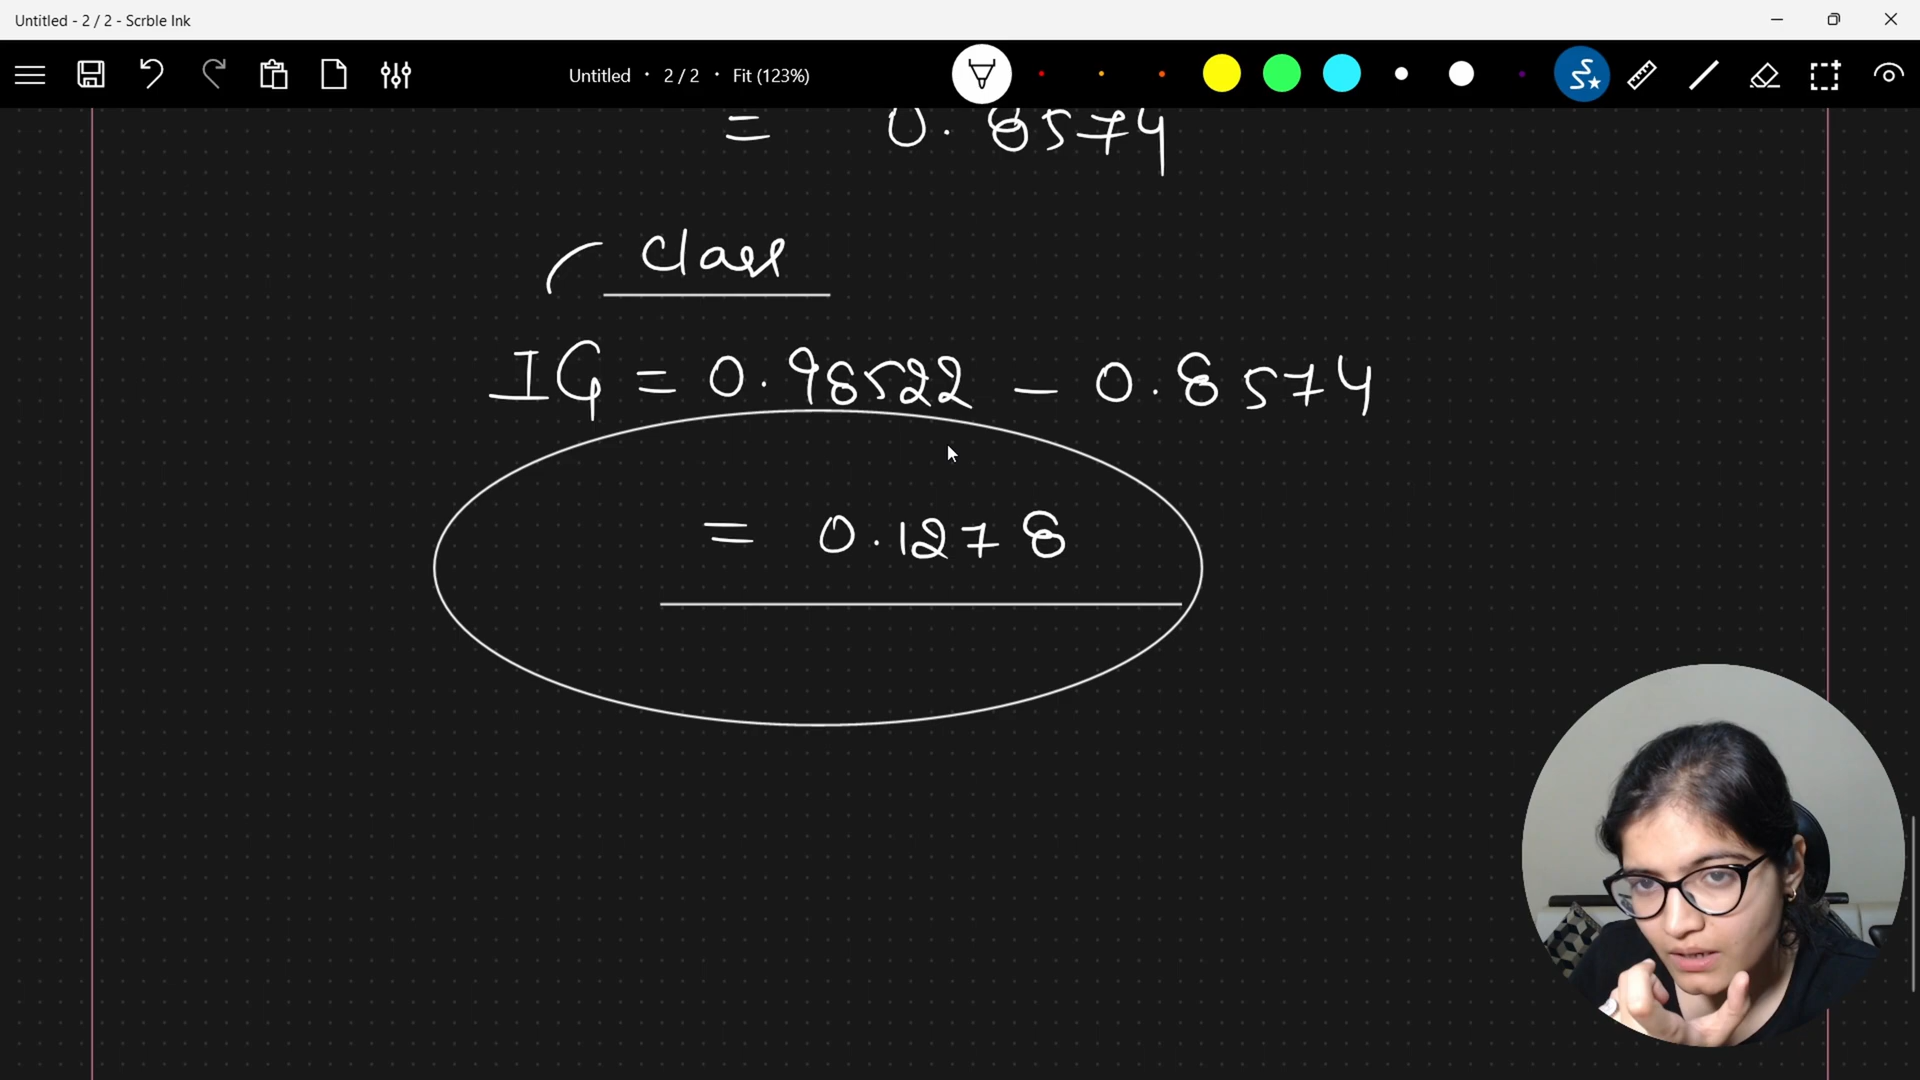 Untitled - 2 / 2 - Scrble Ink
Untitled • 2 / 2 • Fit (123%)
= 0.8574
Class
IG = 0.98522 - 0.8574
= 0.1278